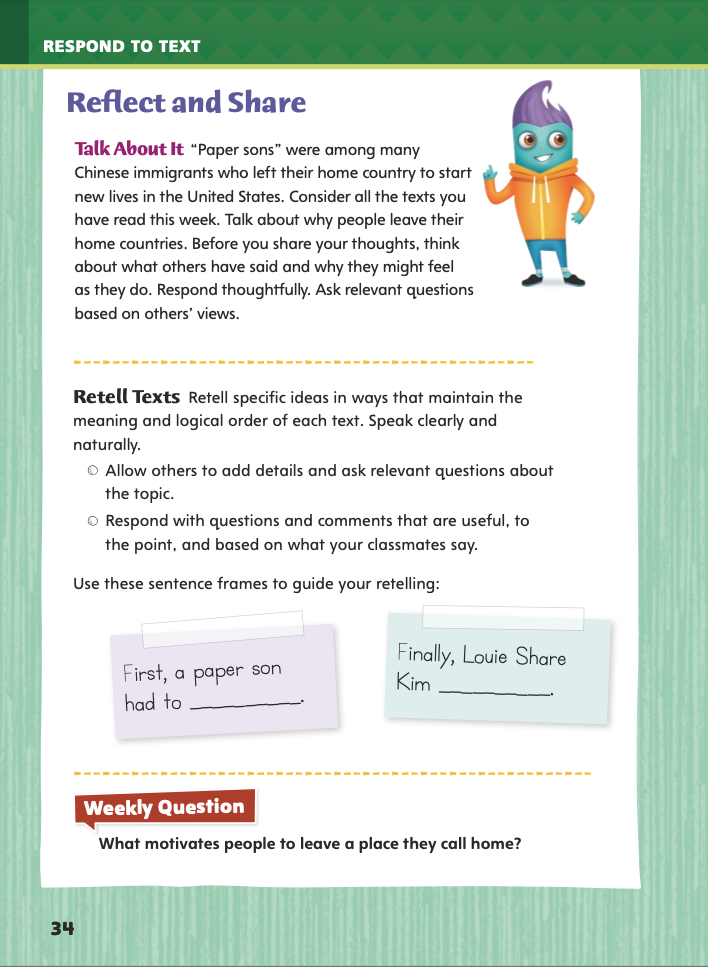 RESPOND TO TEXT
Reflect and Share
Talk About It “Paper sons” were among many
Chinese immigrants who left their home country to start
new lives in the United States. Consider all the texts you
have read this week. Talk about why people leave their
home countries. Before you share your thoughts, think
about what others have said and why they might feel
as they do. Respond thoughtfully. Ask relevant questions
based on others’ views.
Retell Texts Retell specific ideas in ways that maintain the
meaning and logical order of each text. Speak clearly and
naturally.
Allow others to add details and ask relevant questions about
the topic.
Respond with questions and comments that are useful, to
the point, and based on what your classmates say.
Use these sentence frames to guide your retelling:
First, a paper son
had to __________.
Finally, Louie Share
Kim __________.
Weekly Question
What motivates people to leave a place they call home?
34